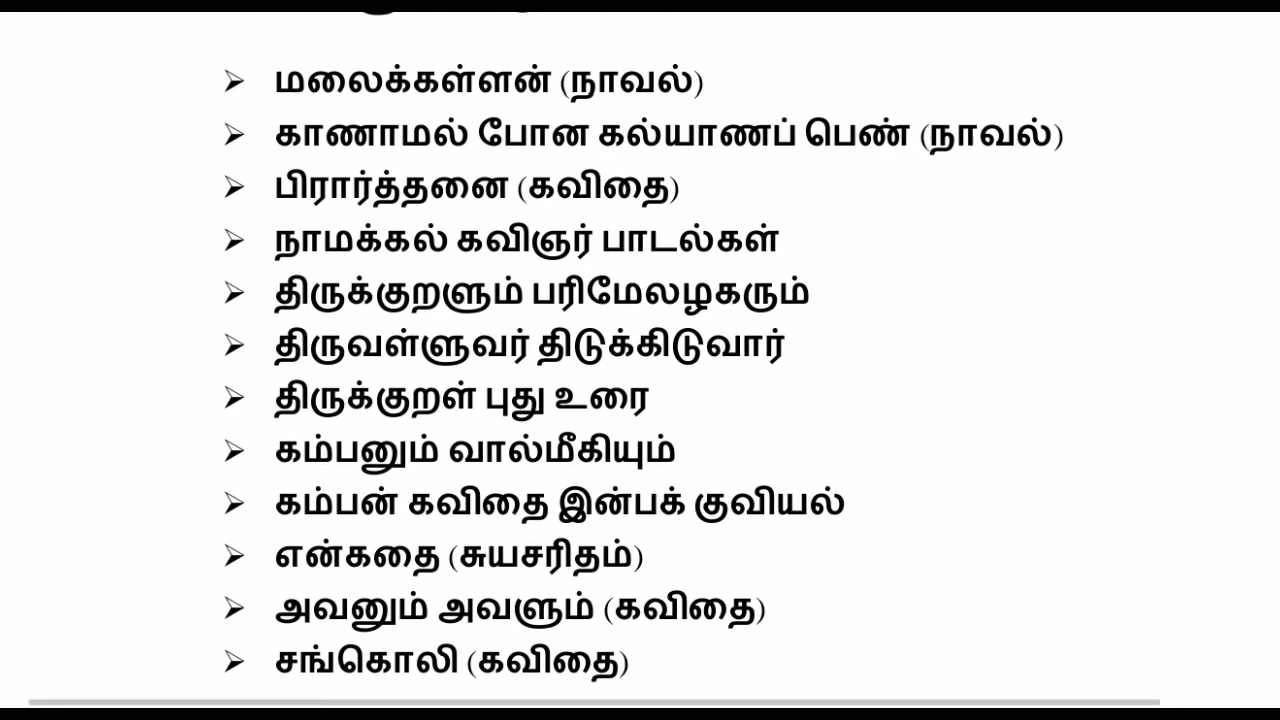 ➢ மலைக்கள்ளன் (நாவல்)
➢ காணாமல் போன கல்யாணப் பெண் (நாவல்)
➢ பிரார்த்தனை (கவிதை)
➢ நாமக்கல் கவிஞர் பாடல்கள்
➢ திருக்குறளும் பரிமேலழகரும்
➢ திருவள்ளுவர் திடுக்கிடுவார்
➢ திருக்குறள் புது உரை
➢ கம்பனும் வால்மீகியும்
➢ கம்பன் கவிதை இன்பக் குவியல்
➢ என்கதை (சுயசரிதம்)
➢ அவனும் அவளும் (கவிதை)
➢ சங்கொலி (கவிதை)